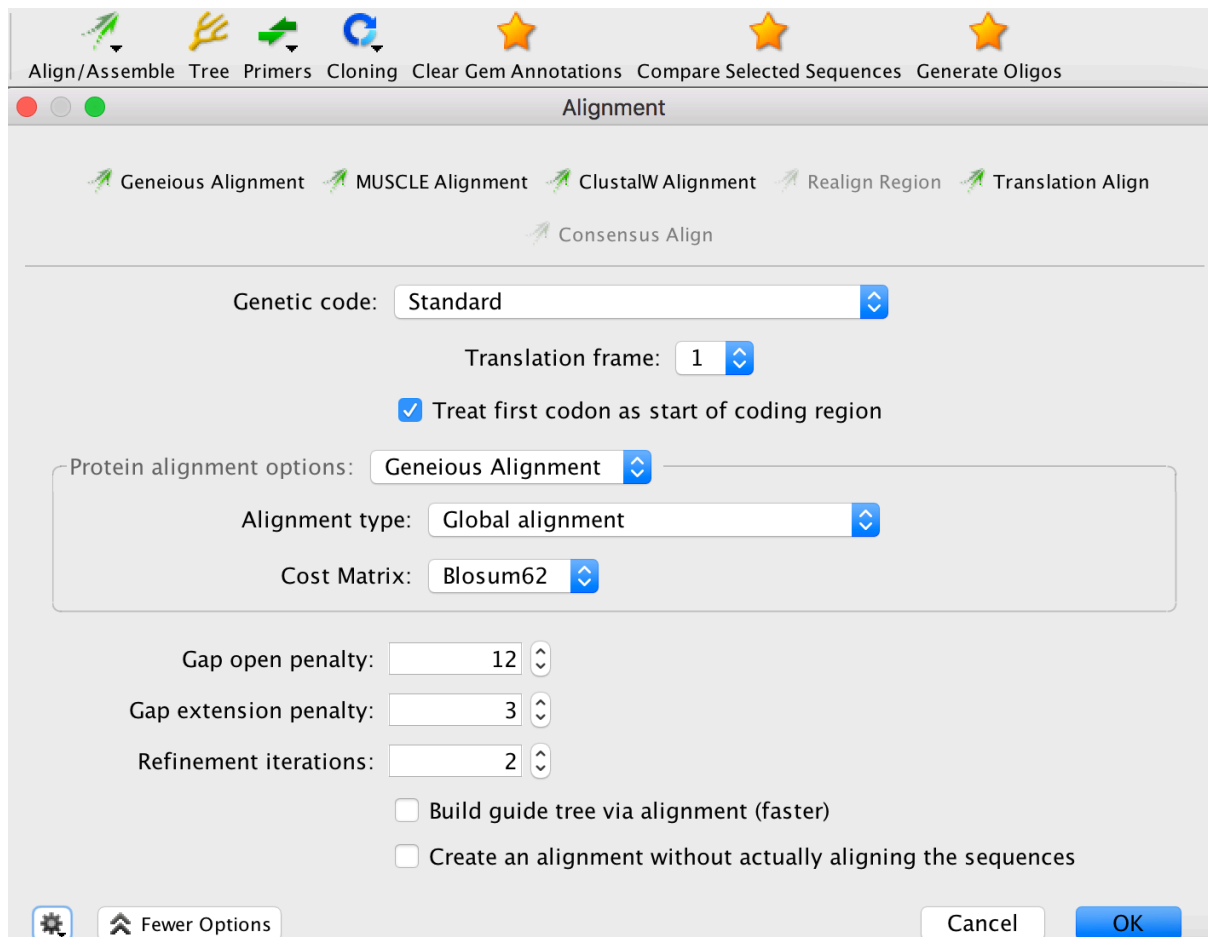 Align/Assemble Tree Primers Cloning Clear Gem Annotations Compare Selected Sequences Generate Oligos
Alignment
Geneious Alignment MUSCLE Alignment ClustalW Alignment Realign Region Translation Align
Consensus Align
Genetic code: Standard
Translation frame: 1
Treat first codon as start of coding region
Protein alignment options: Geneious Alignment
Alignment type: Global alignment
Cost Matrix: Blosum62
Gap open penalty: 12
Gap extension penalty: 3
Refinement iterations: 2
Build guide tree via alignment (faster)
Create an alignment without actually aligning the sequences
Fewer Options Cancel OK